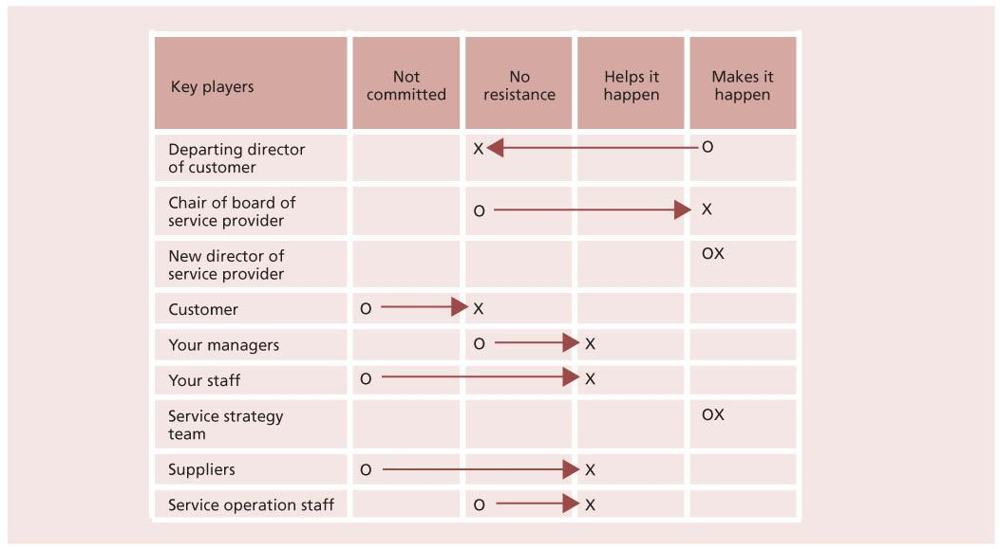 Key players
Not
committed
No
resistance
Helps it
happen
Makes it
happen
Departing director
of customer
X
O
Chair of board of
service provider
O
X
New director of
service provider
OX
Customer
O
X
Your managers
O
X
Your staff
O
X
Service strategy
team
OX
Suppliers
O
X
Service operation staff
O
X